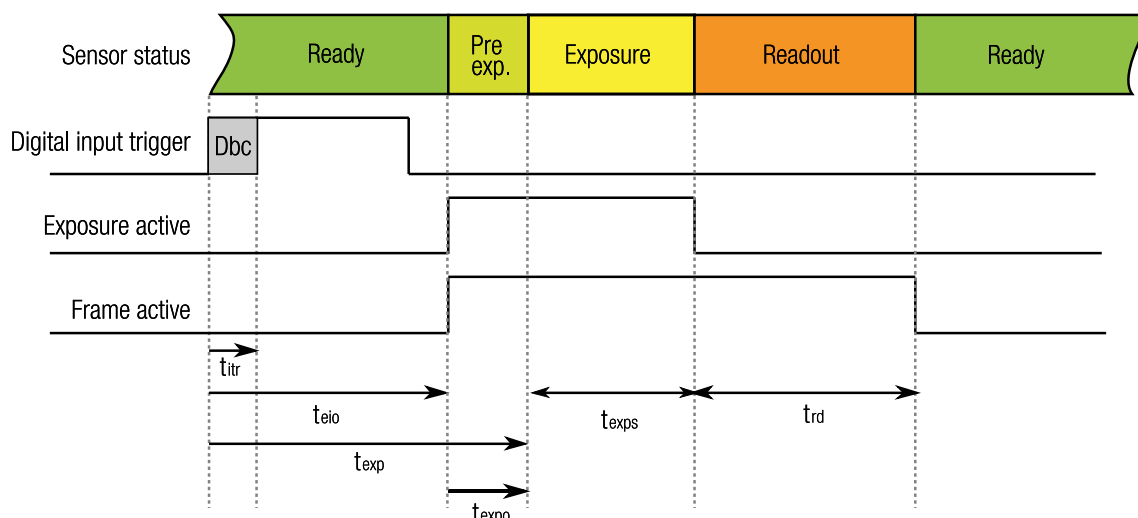 Sensor status
Ready
Pre
exp.
Exposure
Readout
Ready
Digital input trigger
Dbc
Exposure active
Frame active
titr
teio
texps
trd
texp
texpo